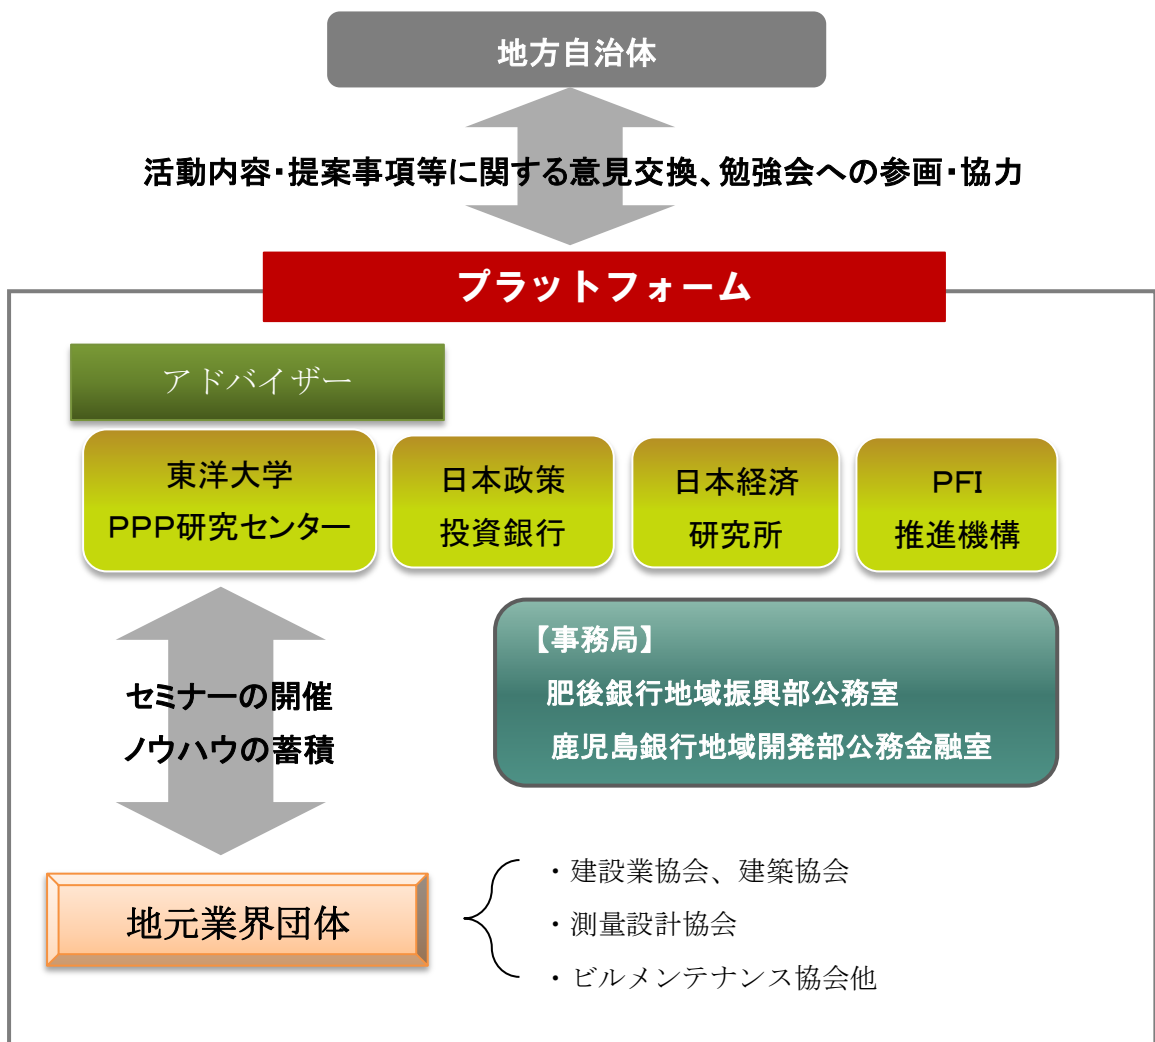 地方自治体
活動内容・提案事項等に関する意見交換、勉強会への参画・協力
プラットフォーム
アドバイザー
東洋大学
PPP研究センター
日本政策
投資銀行
日本経済
研究所
PFI
推進機構
【事務局】
肥後銀行地域振興部公務室
鹿児島銀行地域開発部公務金融室
セミナーの開催
ノウハウの蓄積
地元業界団体
・建設業協会、建築協会
・測量設計協会
・ビルメンテナンス協会他